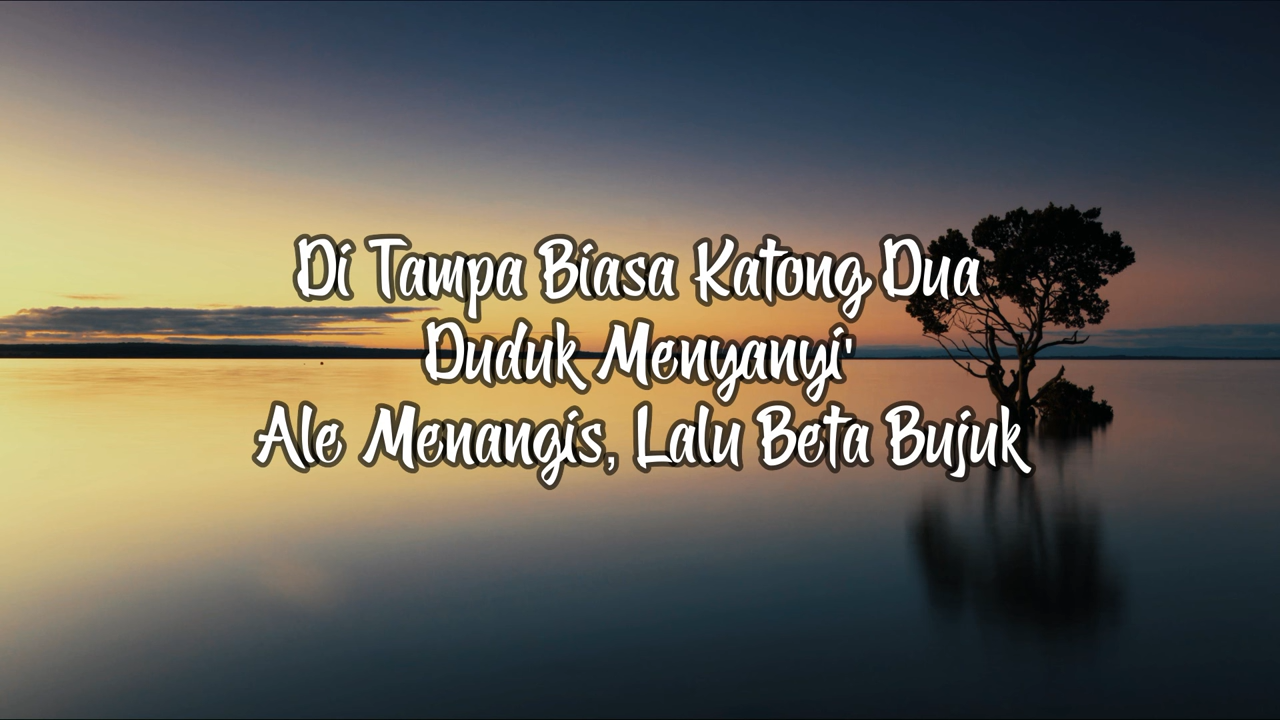 Di Tampa Biasa Katong Dua
Duduk Menyanyi'
Ale Menangis, Lalu Beta Bujuk